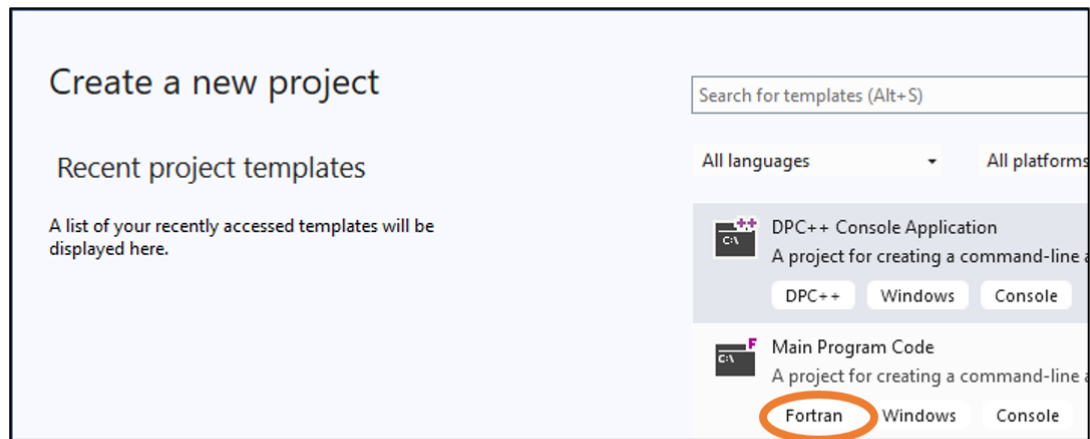 Create a new project
Recent project templates
A list of your recently accessed templates will be
displayed here.
Search for templates (Alt+S)
All languages All platforms
DPC++ Console Application
A project for creating a command-line
DPC++ Windows Console
Main Program Code
A project for creating a command-line
Fortran Windows Console